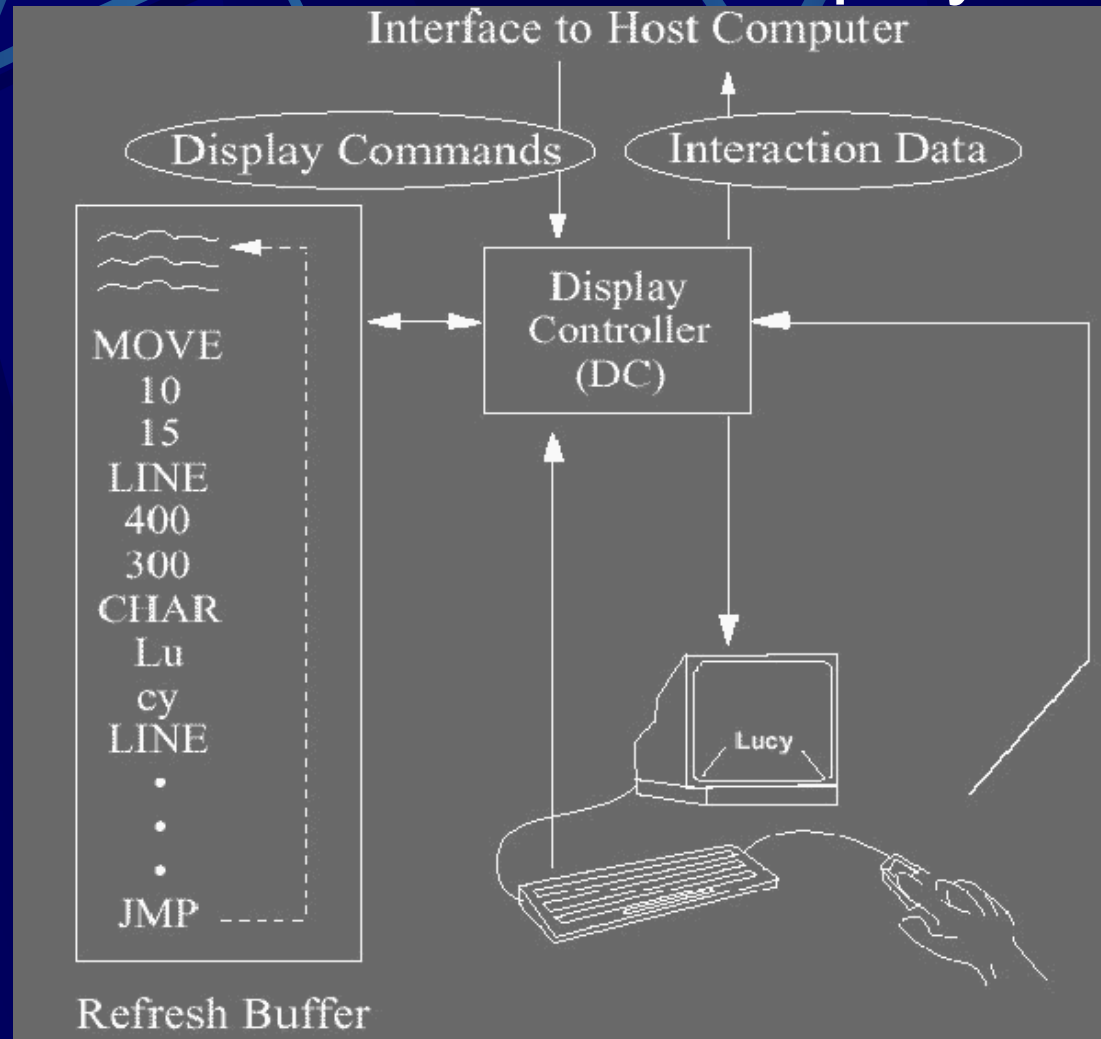 Interface to Host Computer
Display Commands
Interaction Data
Display
Controller
(DC)
MOVE
10
15
LINE
400
300
CHAR
Lu
cy
LINE
JMP
Lucy
Refresh Buffer